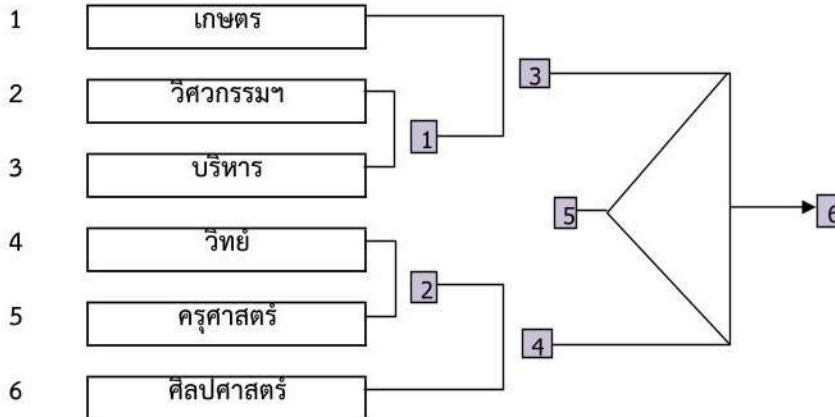 1 เกษตร
3
2 วิศวกรรมฯ
1
3 บริหาร
5 6
4 วิทย์
2
5 ครุศาสตร์
4
6 ศิลปศาสตร์